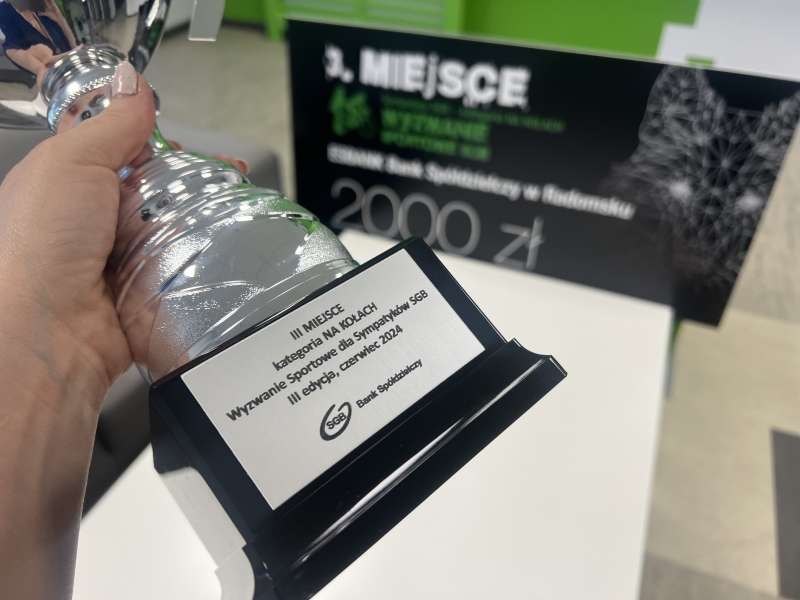 3. MIEJSCE
WYZWANIE
SPORTOWE SGB
ESBANK Bank Spółdzielczy w Radomsku
2000 zł
III MIEJSCE
kategoria NA KOŁACH
Wyzwanie Sportowe dla Sympatyków SGB
III edycja, czerwiec 2024
SGB Bank Spółdzielczy